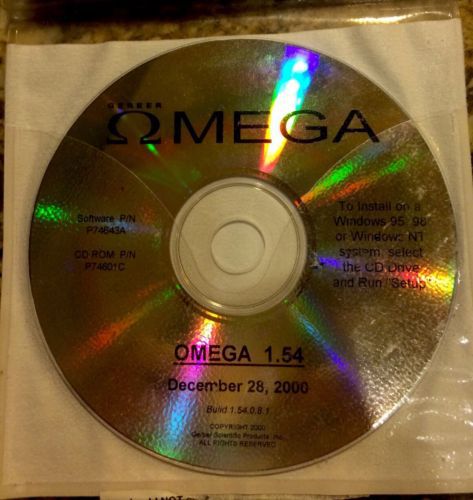 GERBER
ΩMEGA
Software P/N
P74643A
CD-ROM P/N
P74601C
To Install on a
Windows 95, 98
or Windows NT
system, select
the CD Drive
and Run "Setup"
OMEGA 1.54
December 28, 2000
Build 1.54.0.8.1
COPYRIGHT 2000
Gerber Scientific Products, Inc.
ALL RIGHTS RESERVED
NOT